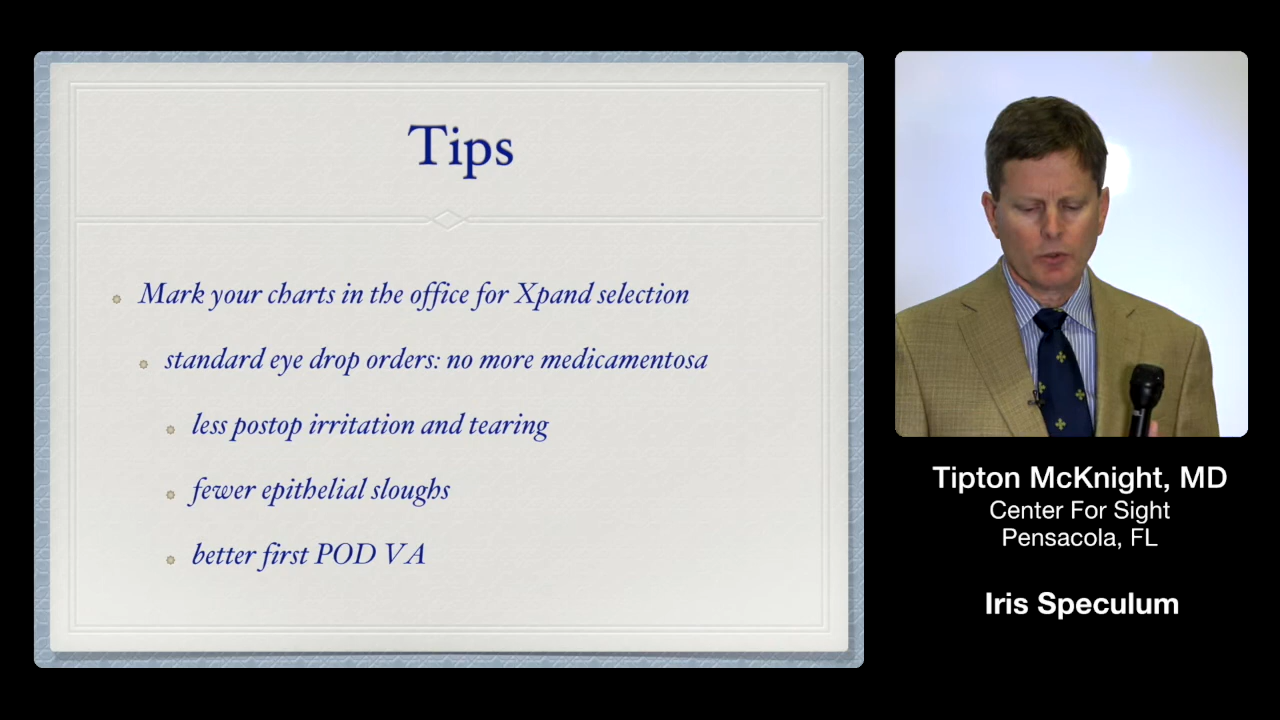 Tips
Mark your charts in the office for Xpand selection
standard eye drop orders: no more medicamentosa
less postop irritation and tearing
fewer epithelial sloughs
better first POD VA
Tipton McKnight, MD
Center For Sight
Pensacola, FL
Iris Speculum